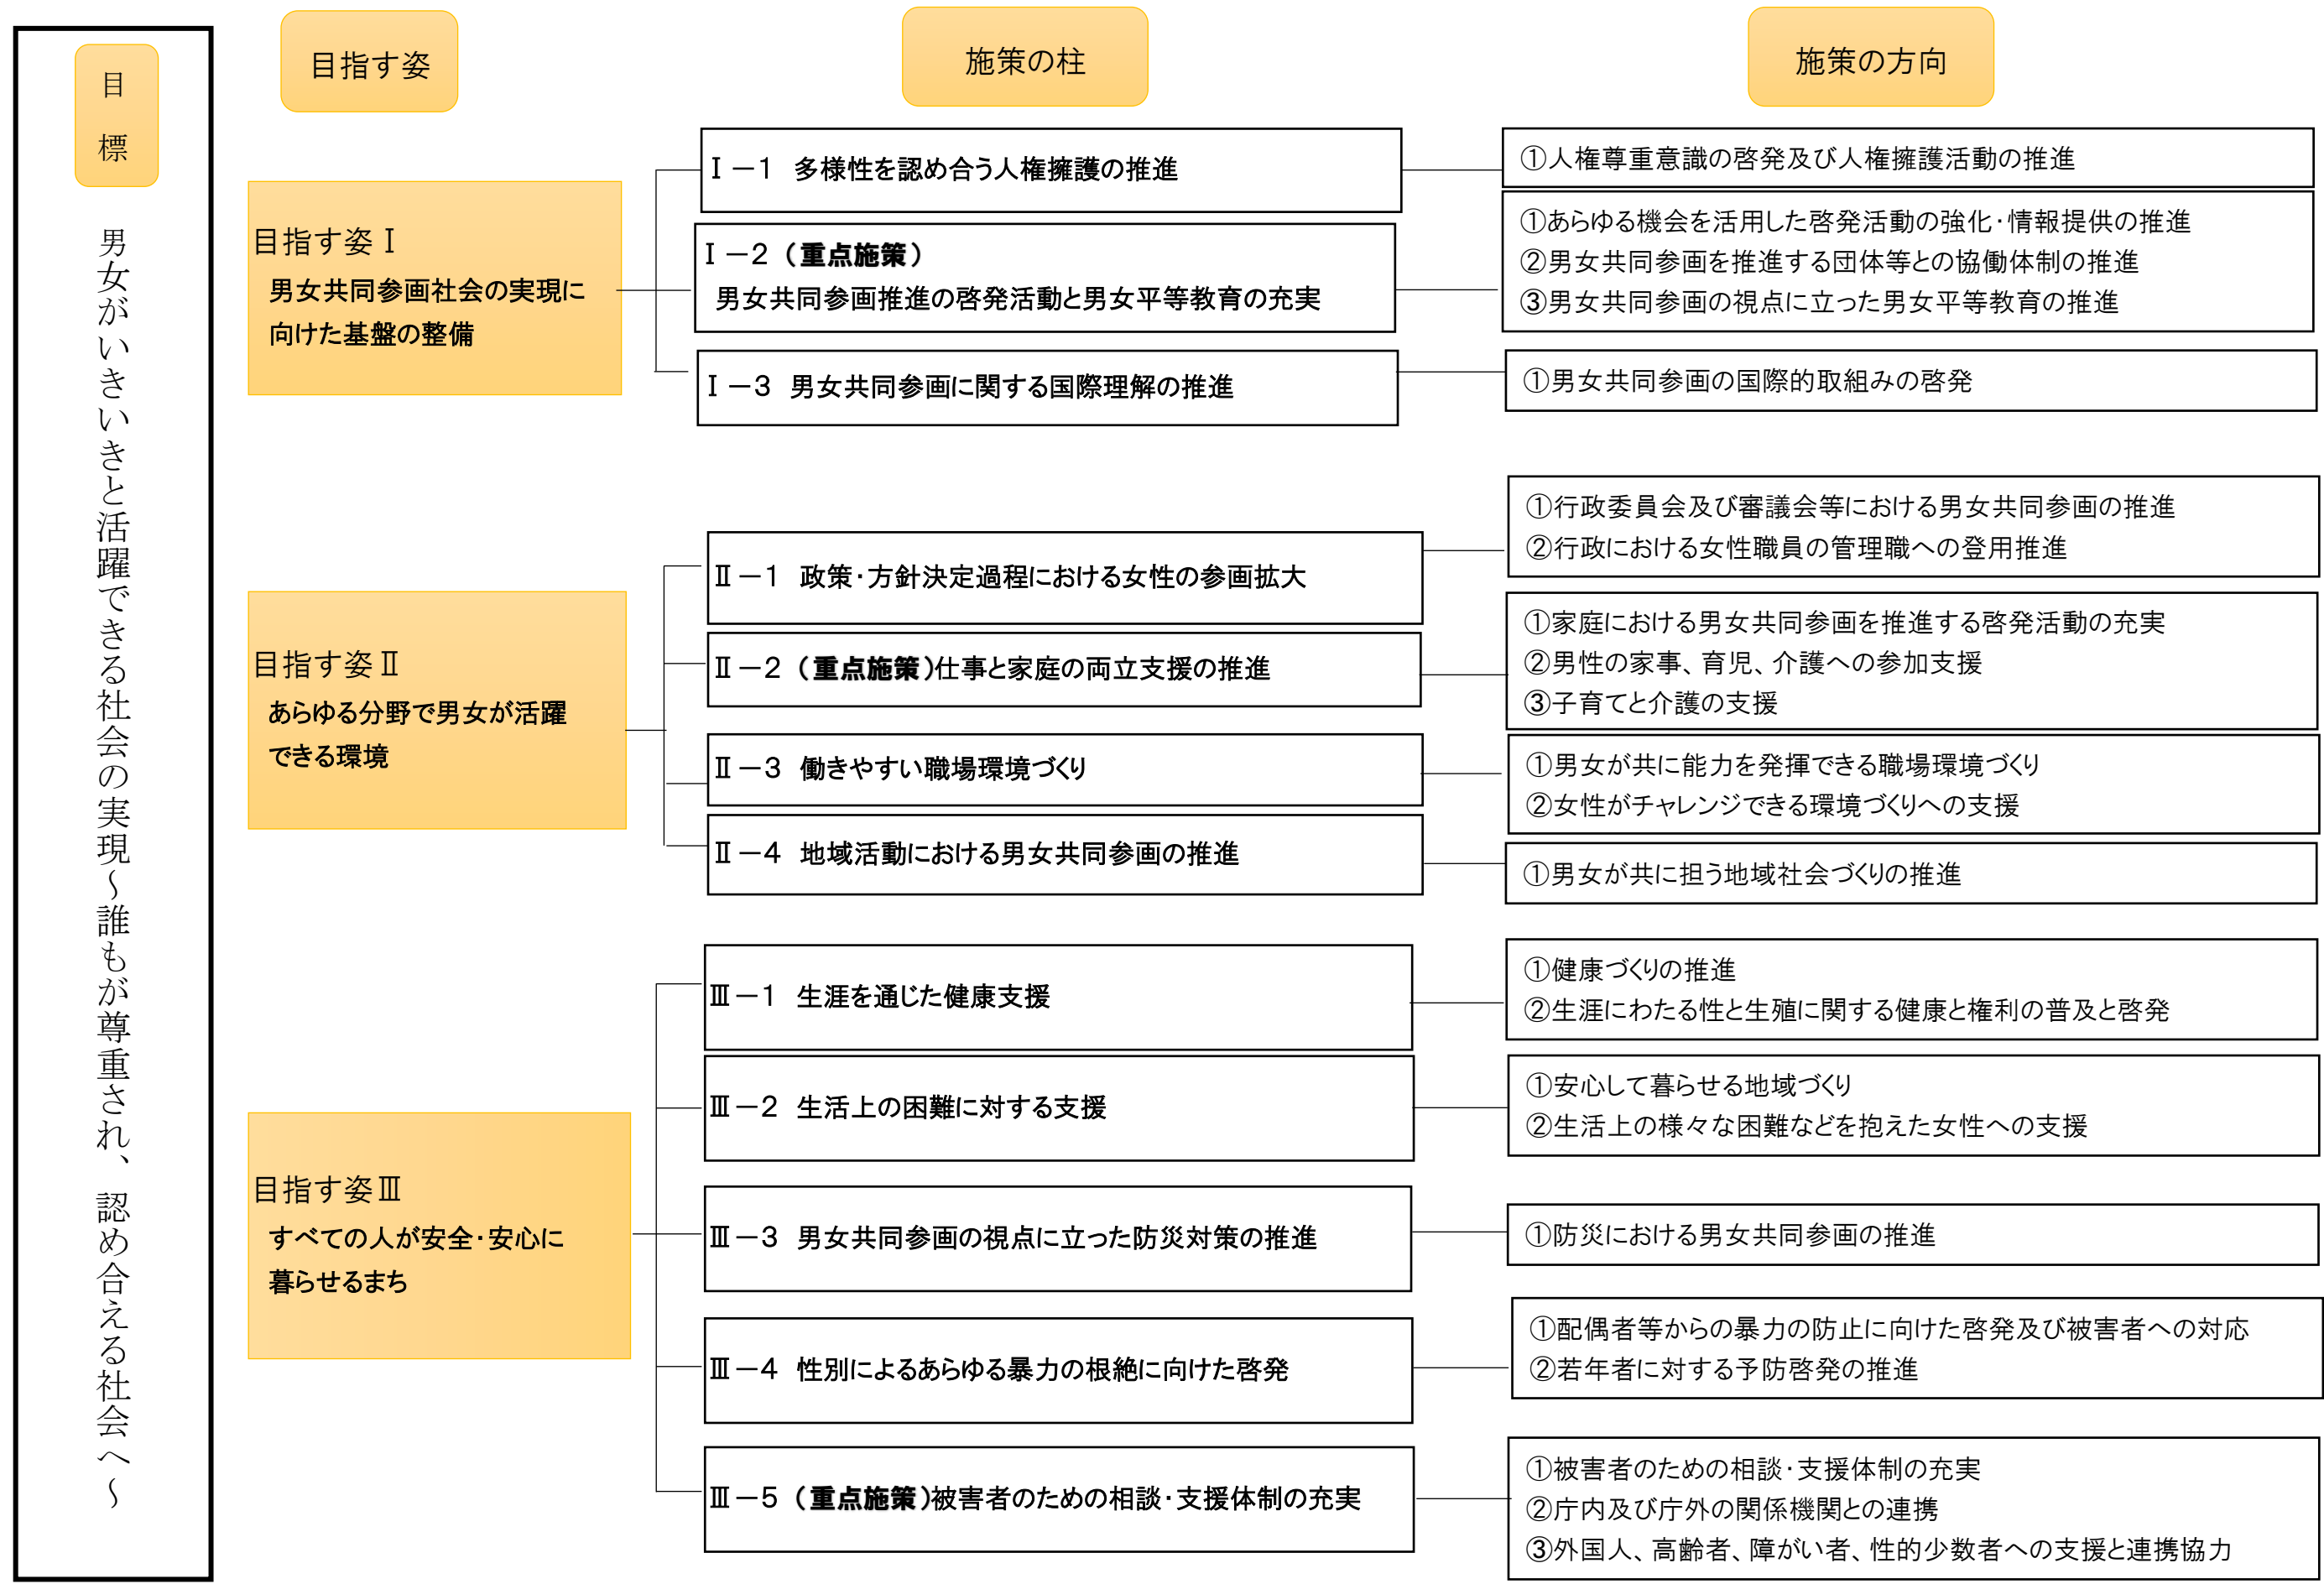 目標
男女がいきいきと活躍できる社会の実現～誰もが尊重され、認め合える社会へ～
目指す姿
施策の柱
施策の方向
目指す姿Ⅰ
男女共同参画社会の実現に
向けた基盤の整備
Ⅰ－1　多様性を認め合う人権擁護の推進
①人権尊重意識の啓発及び人権擁護活動の推進
Ⅰ－2（重点施策）
男女共同参画推進の啓発活動と男女平等教育の充実
①あらゆる機会を活用した啓発活動の強化・情報提供の推進
②男女共同参画を推進する団体等との協働体制の推進
③男女共同参画の視点に立った男女平等教育の推進
Ⅰ－3　男女共同参画に関する国際理解の推進
①男女共同参画の国際的取組みの啓発
目指す姿Ⅱ
あらゆる分野で男女が活躍
できる環境
Ⅱ－1　政策・方針決定過程における女性の参画拡大
①行政委員会及び審議会等における男女共同参画の推進
②行政における女性職員の管理職への登用推進
Ⅱ－2（重点施策）仕事と家庭の両立支援の推進
①家庭における男女共同参画を推進する啓発活動の充実
②男性の家事、育児、介護への参加支援
③子育てと介護の支援
Ⅱ－3　働きやすい職場環境づくり
①男女が共に能力を発揮できる職場環境づくり
②女性がチャレンジできる環境づくりへの支援
Ⅱ－4　地域活動における男女共同参画の推進
①男女が共に担う地域社会づくりの推進
目指す姿Ⅲ
すべての人が安全・安心に
暮らせるまち
Ⅲ－1　生涯を通じた健康支援
①健康づくりの推進
②生涯にわたる性と生殖に関する健康と権利の普及と啓発
Ⅲ－2　生活上の困難に対する支援
①安心して暮らせる地域づくり
②生活上の様々な困難などを抱えた女性への支援
Ⅲ－3　男女共同参画の視点に立った防災対策の推進
①防災における男女共同参画の推進
Ⅲ－4　性別によるあらゆる暴力の根絶に向けた啓発
①配偶者等からの暴力の防止に向けた啓発及び被害者への対応
②若年者に対する予防啓発の推進
Ⅲ－5（重点施策）被害者のための相談・支援体制の充実
①被害者のための相談・支援体制の充実
②庁内及び庁外の関係機関との連携
③外国人、高齢者、障がい者、性的少数者への支援と連携協力